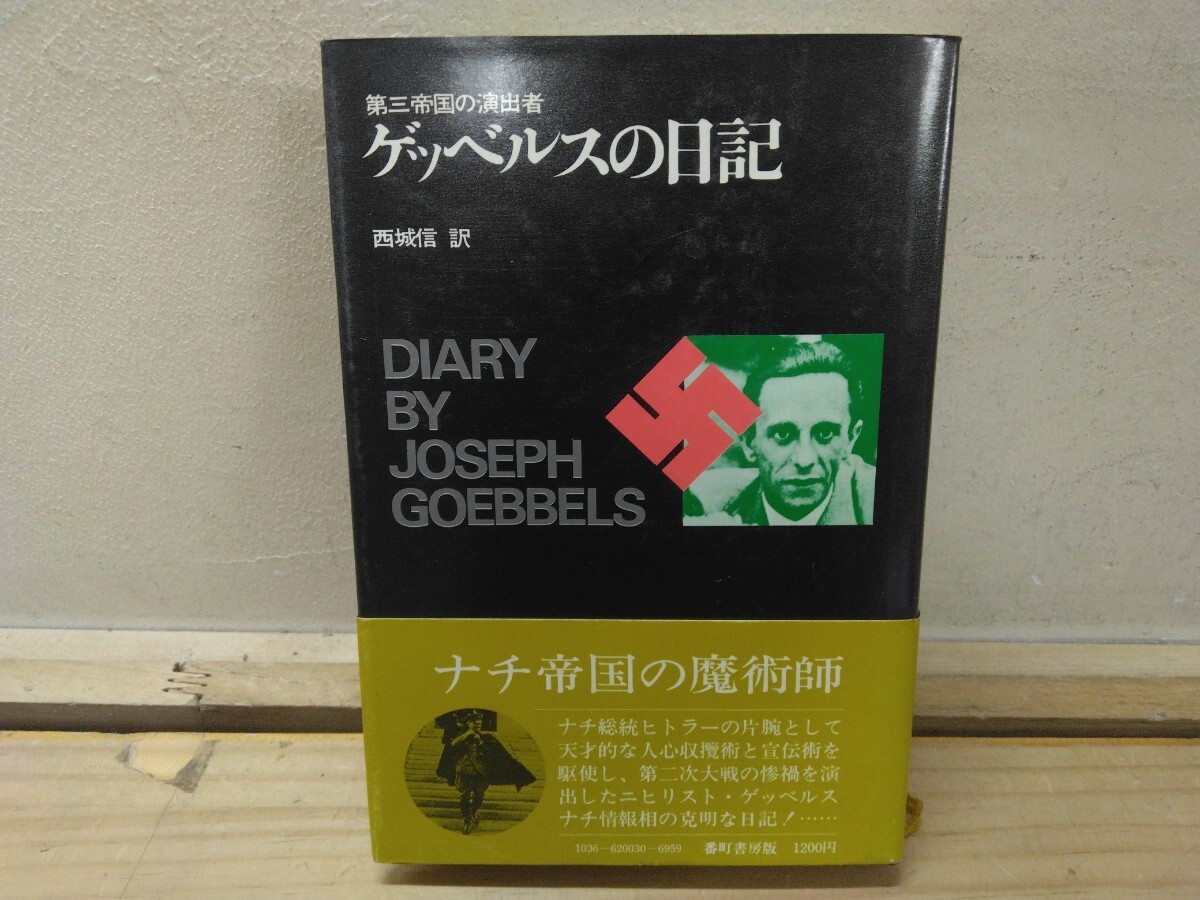 第三帝国の演出者
ゲッベルスの日記
西城信 訳
DIARY
BY
JOSEPH
GOEBBELS
ナチ帝国の魔術師
ナチ総統ヒトラーの片腕として
天才的な人心収攬術と宣伝術を
駆使し、第二次大戦の惨禍を演
出したニヒリスト・ゲッベルス
ナチ情報相の克明な日記!……
1036-620030-6959 番町書房版 1200円